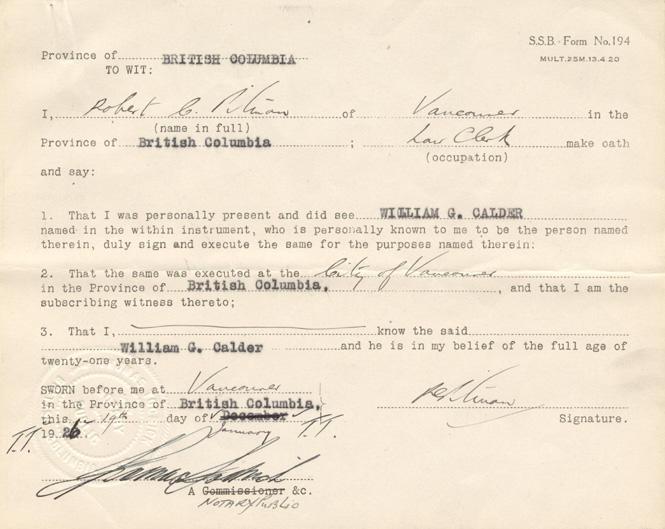 S.S.B. - Form No. 194
MULT. 25M. 13.4 20
Province of BRITISH COLUMBIA
TO WIT:
I, Robert C. Pitman of Vancouver in the
(name in full)
Province of British Columbia ; Law Clerk make oath
(occupation)
and say:
1. That I was personally present and did see WILLIAM G. CALDER
named in the within instrument, who is personally known to me to be the person named
therein, duly sign and execute the same for the purposes named therein:
2. That the same was executed at the City of Vancouver
in the Province of British Columbia, , and that I am the
subscribing witness thereto;
3. That I, know the said
William G. Calder and he is in my belief of the full age of
twenty-one years.
SWORN before me at Vancouver
in the Province of British Columbia,
this 19th day of December
T.T. 1926 January T.T.
Signature.
A Commissioner &c.
NOTARY PUBLIC